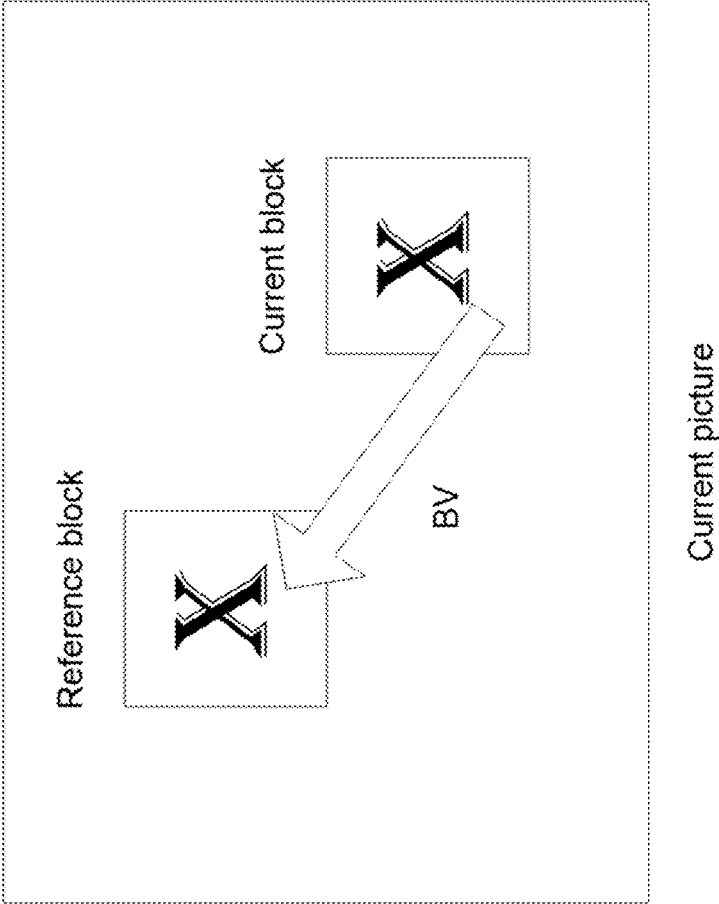 Reference block
Current block
X
X
BV
Current picture